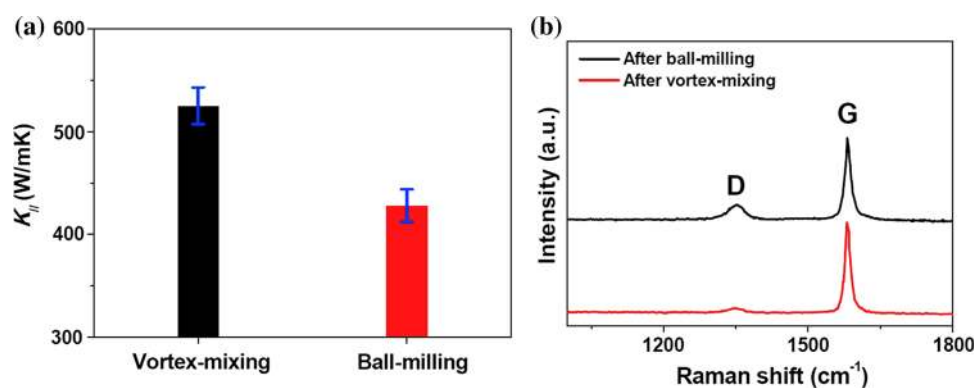 (a)
600
500
400
300
K// (W/mK)
Vortex-mixing
Ball-milling
(b)
After ball-milling
After vortex-mixing
D
G
Intensity (a.u.)
1200
1500
1800
Raman shift (cm-1)